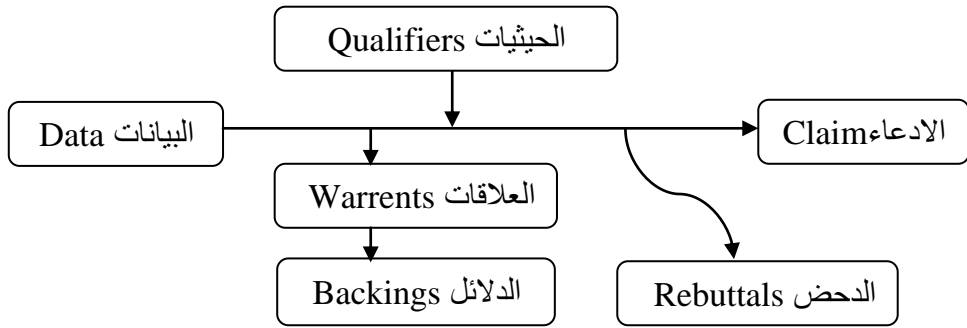 الحيثيات Qualifiers
البيانات Data
الادعاءClaim
العلاقات Warrents
الدلائل Backings
الدحض Rebuttals